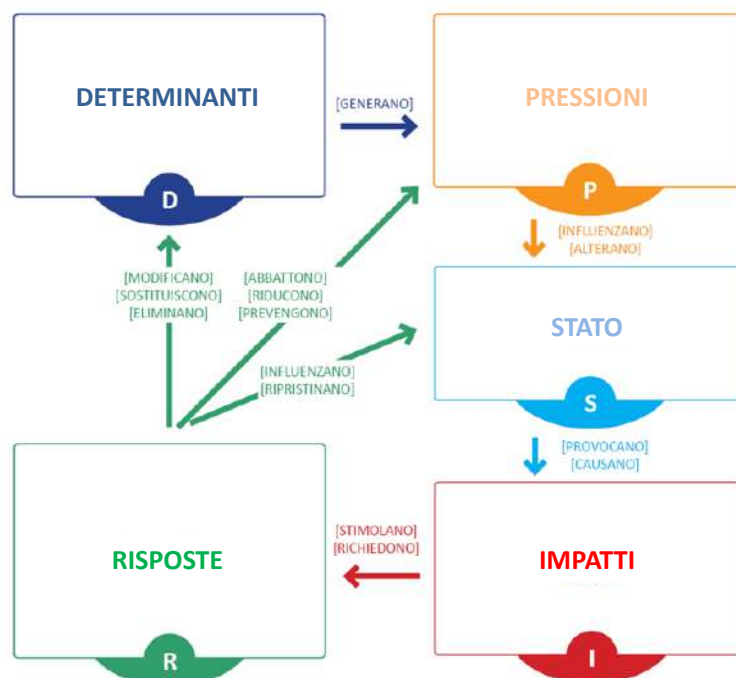 DETERMINANTI
D
[GENERANO]
PRESSIONI
P
[INFLUENZANO]
[ALTERANO]
[MODIFICANO]
[SOSTITUISCONO]
[ELIMINANO]
[ABBATTONO]
[RIDUCONO]
[PREVENGONO]
[INFLUENZANO]
[RIPRISTINANO]
STATO
S
[PROVOCANO]
[CAUSANO]
RISPOSTE
R
[STIMOLANO]
[RICHIEDONO]
IMPATTI
I